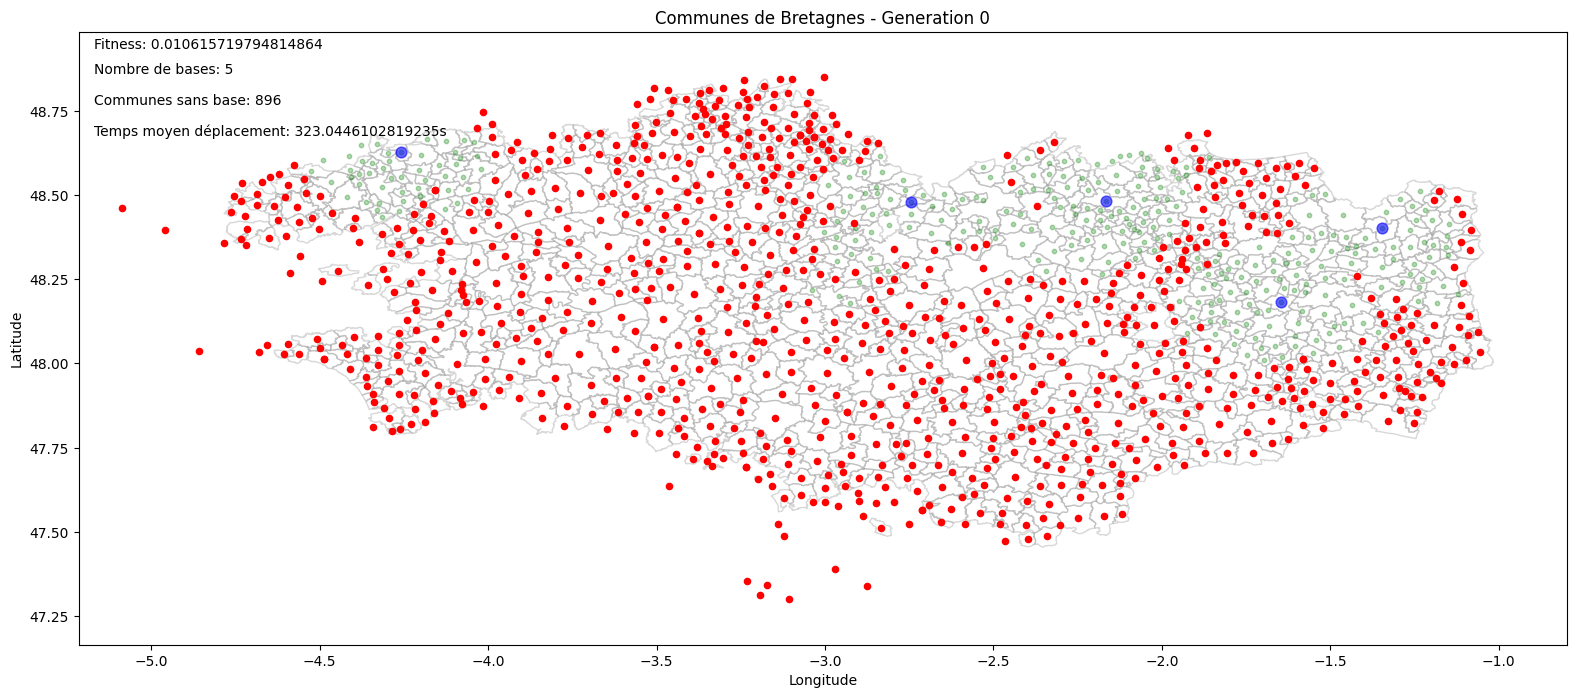 Communes de Bretagnes - Generation 0
Fitness: 0.010615719794814864
Nombre de bases: 5
Communes sans base: 896
Temps moyen déplacement: 323.0446102819235s
Latitude
48.75
48.50
48.25
48.00
47.75
47.50
47.25
−5.0 −4.5 −4.0 −3.5 −3.0 −2.5 −2.0 −1.5 −1.0
Longitude